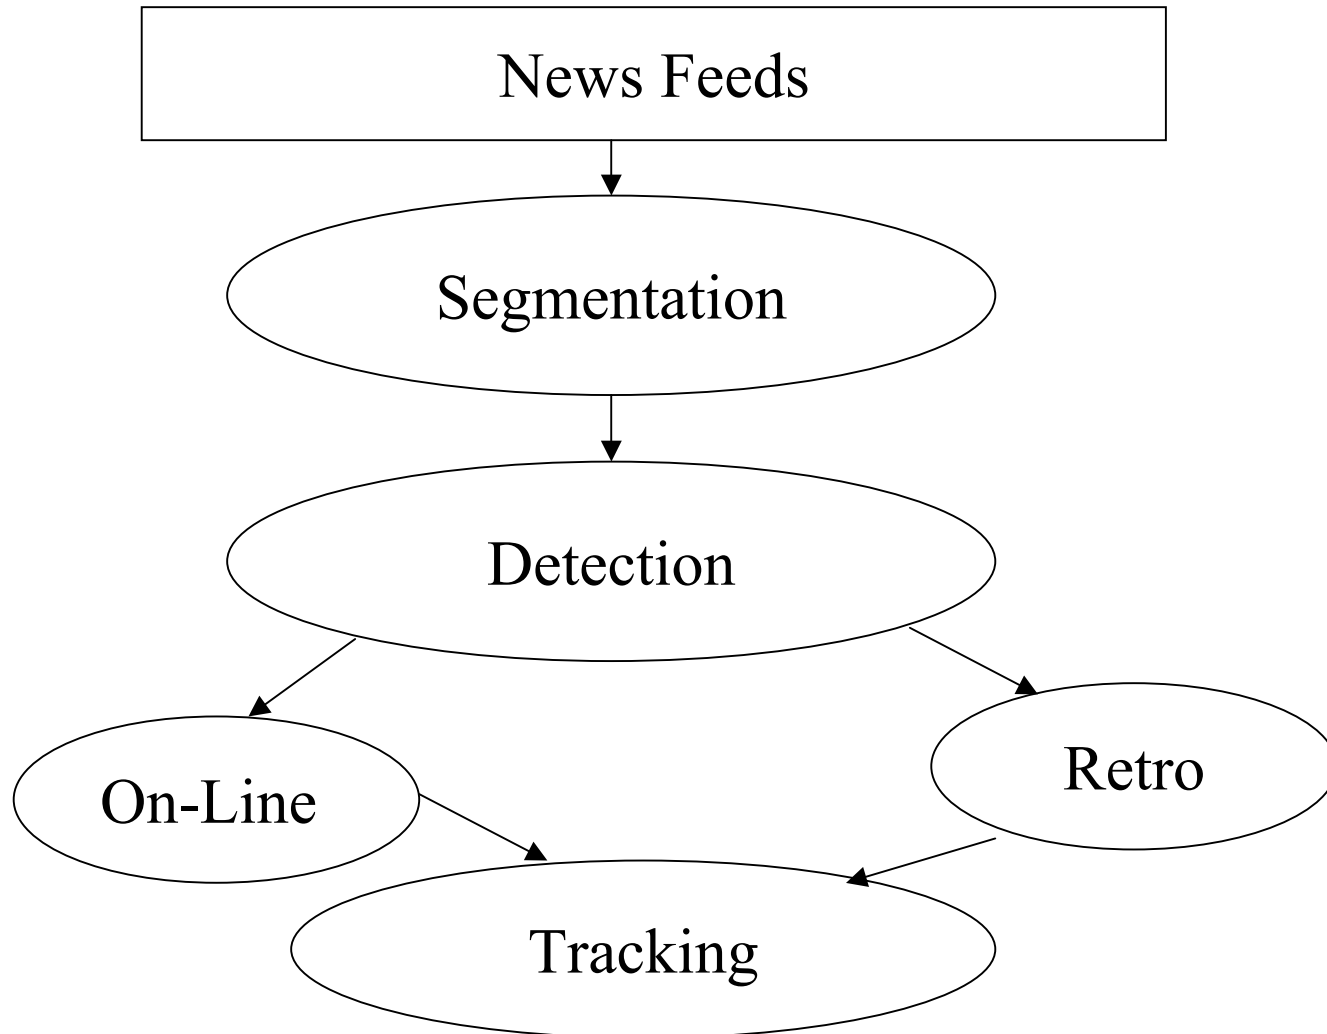 News Feeds
Segmentation
Detection
On-Line
Retro
Tracking